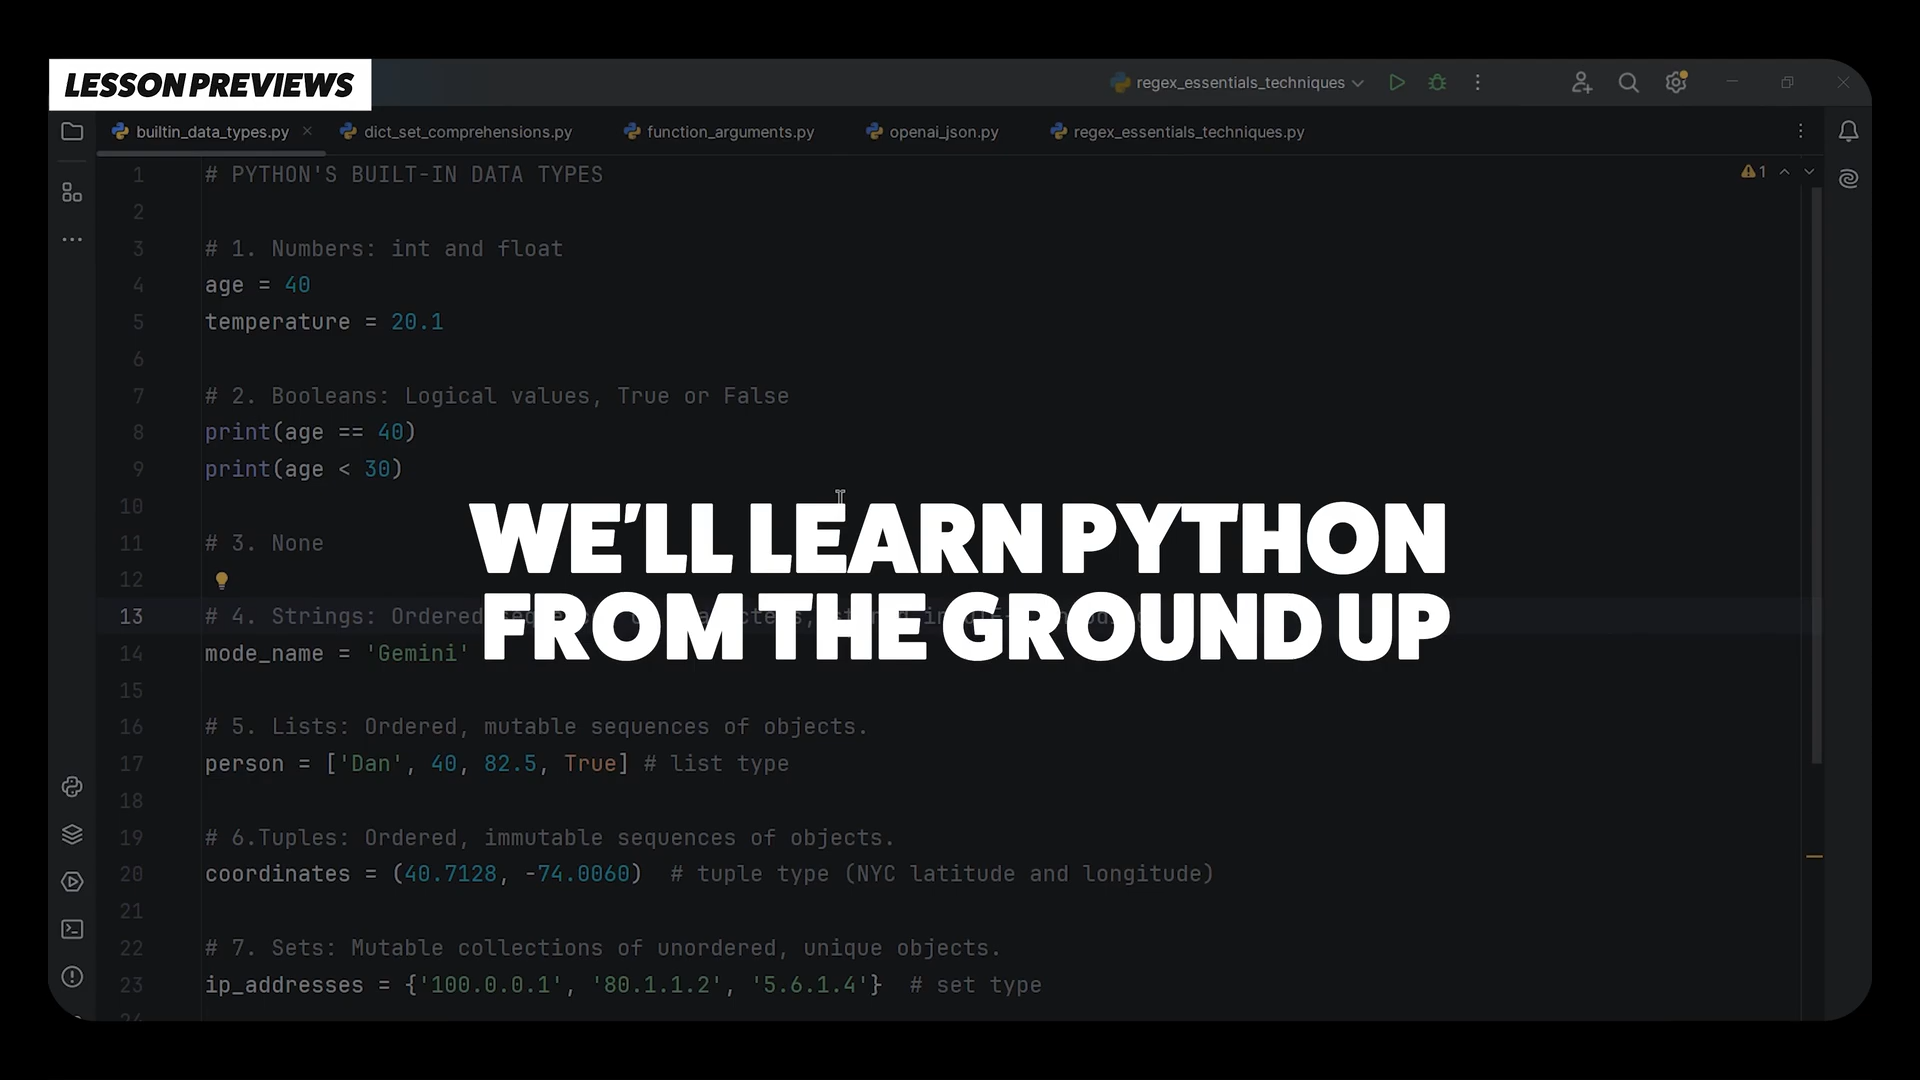 LESSON PREVIEWS
regex_essentials_techniques
builtin_data_types.py dict_set_comprehensions.py function_arguments.py openai_json.py regex_essentials_techniques.py
1 # PYTHON'S BUILT-IN DATA TYPES
1
2
3 # 1. Numbers: int and float
4 age = 40
5 temperature = 20.1
6
7 # 2. Booleans: Logical values, True or False
8 print(age == 40)
9 print(age < 30)
10
WE'LL LEARN PYTHON
11 # 3. None
12
FROM THE GROUND UP
13 # 4. Strings: Ordered
14 mode_name = 'Gemini'
15
16 # 5. Lists: Ordered, mutable sequences of objects.
17 person = ['Dan', 40, 82.5, True] # list type
18
19 # 6.Tuples: Ordered, immutable sequences of objects.
20 coordinates = (40.7128, -74.0060)  # tuple type (NYC latitude and longitude)
21
22 # 7. Sets: Mutable collections of unordered, unique objects.
23 ip_addresses = {'100.0.0.1', '80.1.1.2', '5.6.1.4'}  # set type